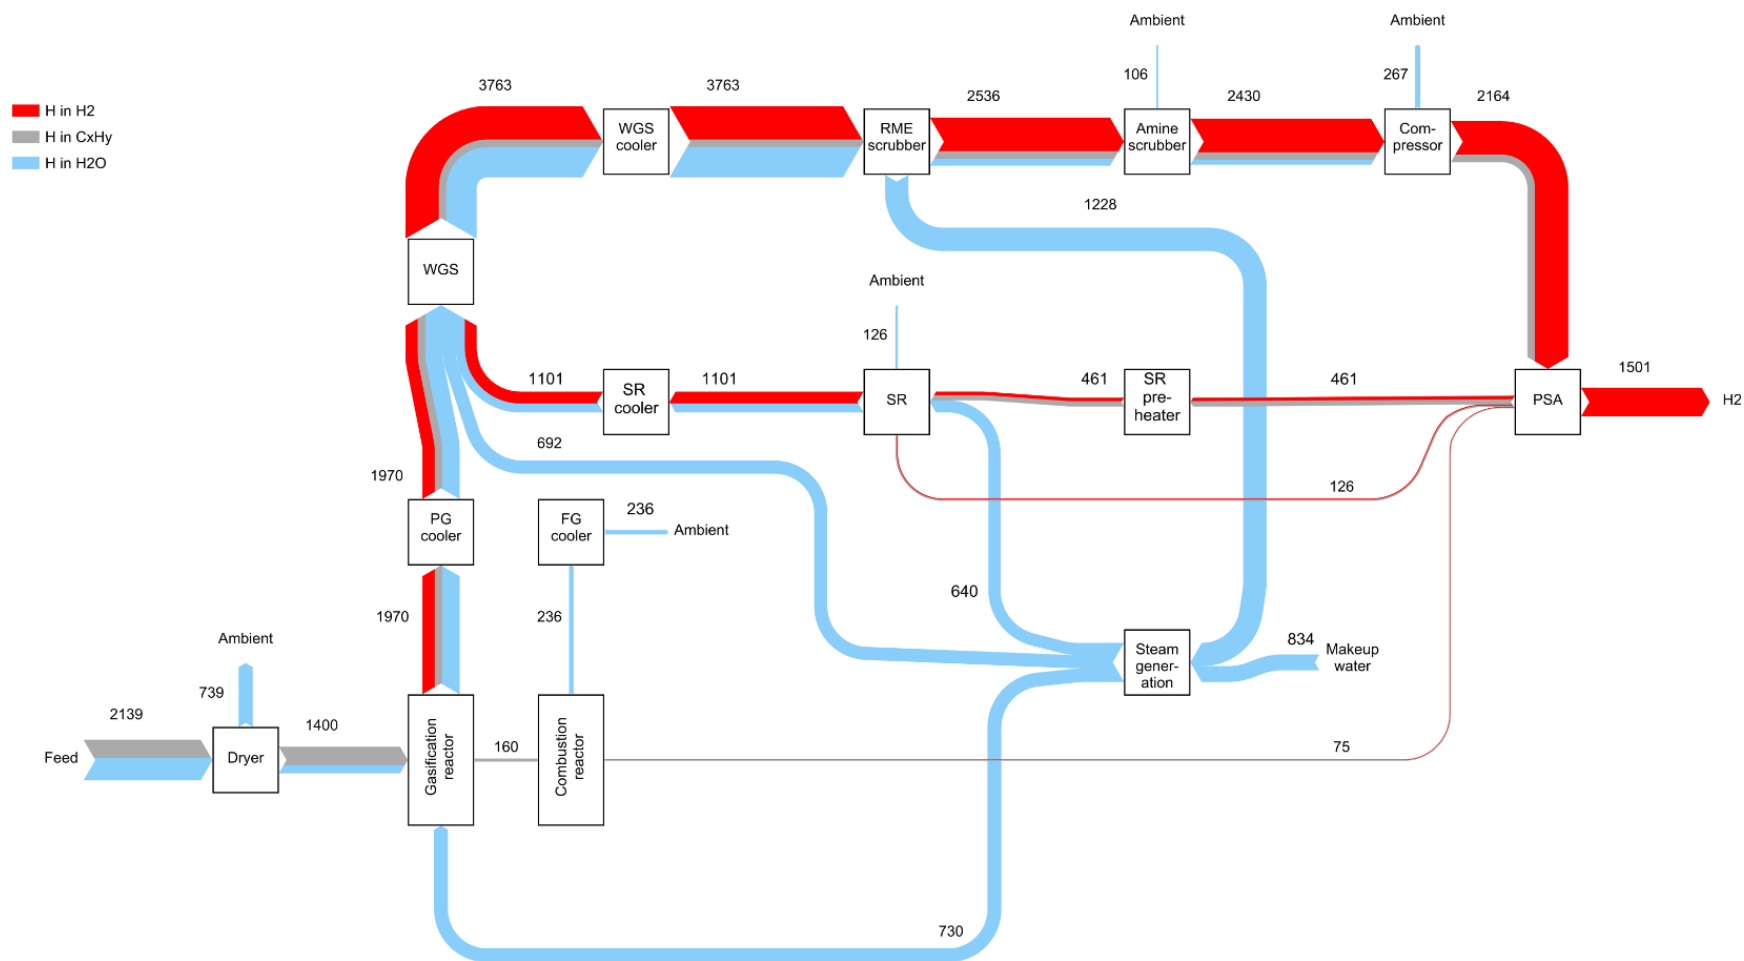 Ambient
Ambient
106
267
3763
3763
2536
2430
2164
H in H2
H in CxHy
H in H2O
WGS
cooler
RME
scrubber
Amine
scrubber
Com-
pressor
1228
WGS
Ambient
126
1101
1101
461
461
1501
SR
cooler
SR
SR
pre-
heater
PSA
H2
692
1970
126
PG
cooler
FG
cooler
236
Ambient
640
1970
236
Ambient
834
Steam
gener-
ation
Makeup
water
739
2139
1400
Feed
Dryer
Gasification
reactor
160
Combustion
reactor
75
730